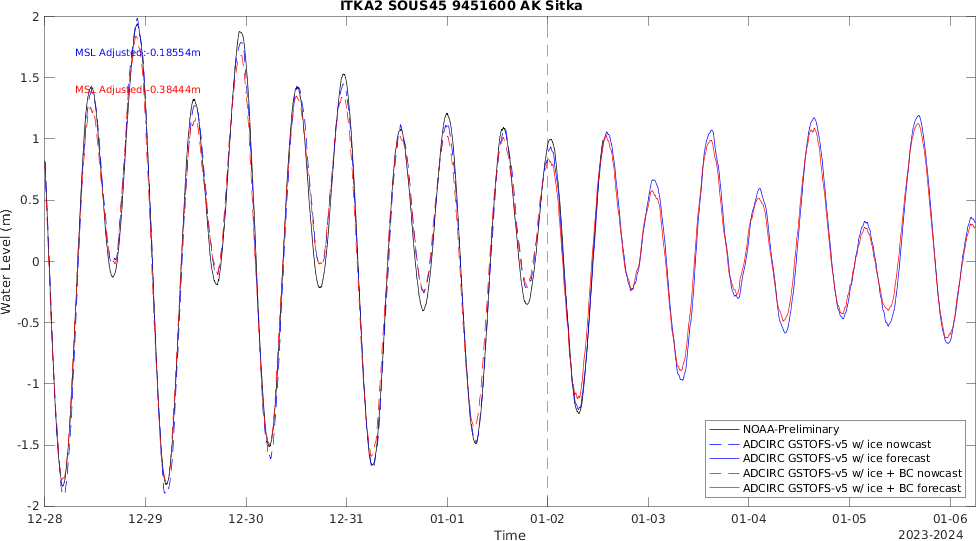 ITKA2 SOUS45 9451600 AK Sitka
2
1.5
1
0.5
0
-0.5
-1
-1.5
-2
Water Level (m)
MSL Adjusted:-0.18554m
MSL Adjusted:-0.38444m
NOAA-Preliminary
ADCIRC GSTOFS-v5 w/ ice nowcast
ADCIRC GSTOFS-v5 w/ ice forecast
ADCIRC GSTOFS-v5 w/ ice + BC nowcast
ADCIRC GSTOFS-v5 w/ ice + BC forecast
12-28 12-29 12-30 12-31 01-01 01-02 01-03 01-04 01-05 01-06
Time
2023-2024